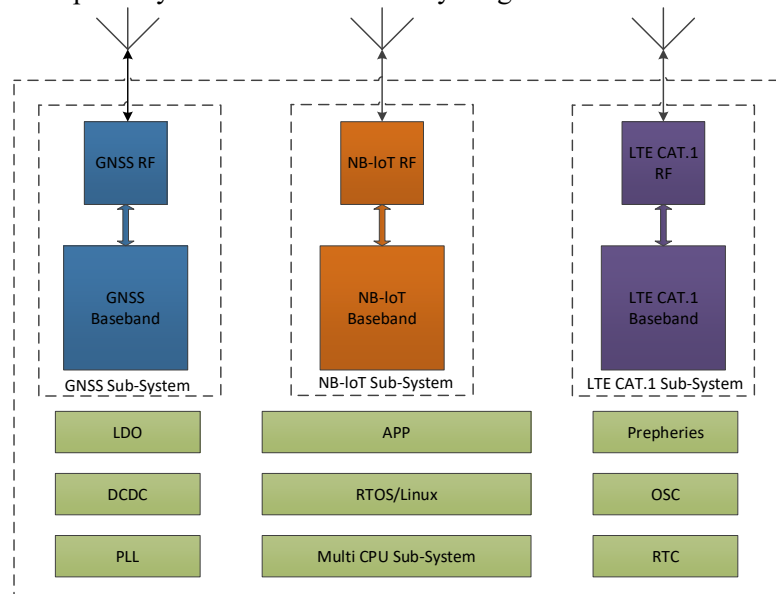 GNSS RF
NB-IoT RF
LTE CAT.1
RF
GNSS
Baseband
NB-IoT
Baseband
LTE CAT.1
Baseband
GNSS Sub-System
NB-IoT Sub-System
LTE CAT.1 Sub-System
LDO
APP
Prepheries
DCDC
RTOS/Linux
OSC
PLL
Multi CPU Sub-System
RTC